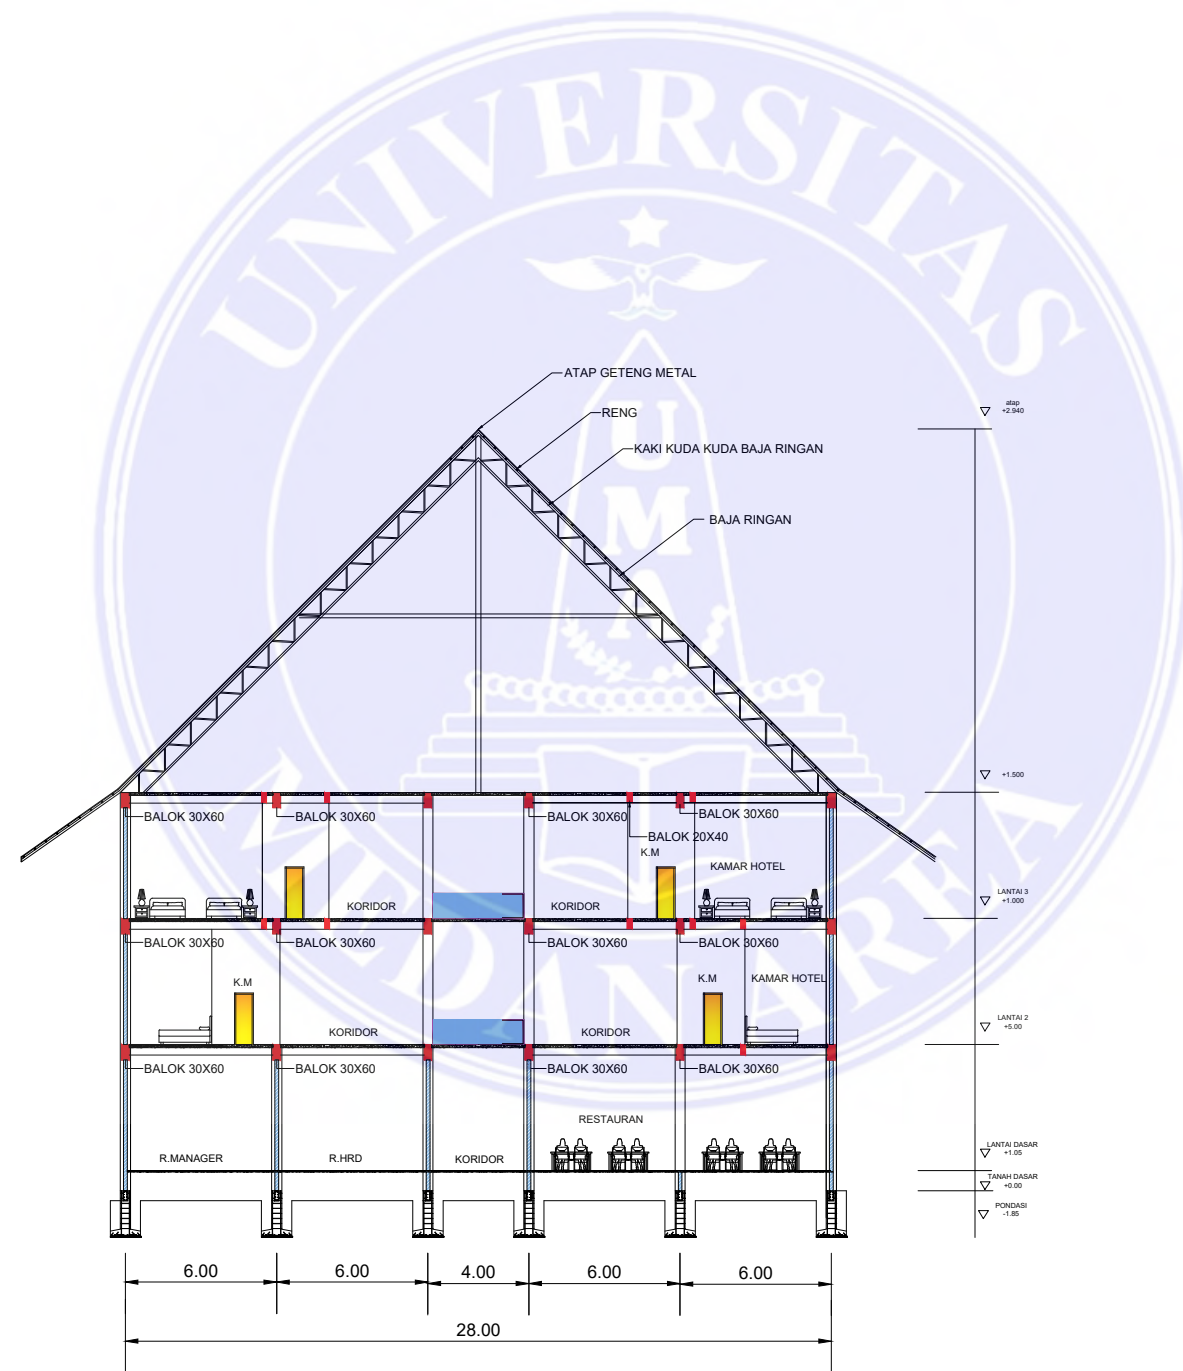 UNIVERSITAS
UMA
MEDAN AREA
ATAP GETENG METAL
RENG
KAKI KUDA KUDA BAJA RINGAN
BAJA RINGAN
atap
+2.940
+1.500
BALOK 30X60
BALOK 30X60
BALOK 30X60
BALOK 30X60
BALOK 20X40
K.M
KAMAR HOTEL
KORIDOR
KORIDOR
LANTAI 3
+1.000
BALOK 30X60
BALOK 30X60
BALOK 30X60
BALOK 30X60
K.M
K.M
KAMAR HOTEL
KORIDOR
KORIDOR
LANTAI 2
+5.00
BALOK 30X60
BALOK 30X60
BALOK 30X60
BALOK 30X60
RESTAURAN
R.MANAGER
R.HRD
KORIDOR
LANTAI DASAR
+1.05
TANAH DASAR
+0.00
PONDASI
-1.85
6.00
6.00
4.00
6.00
6.00
28.00